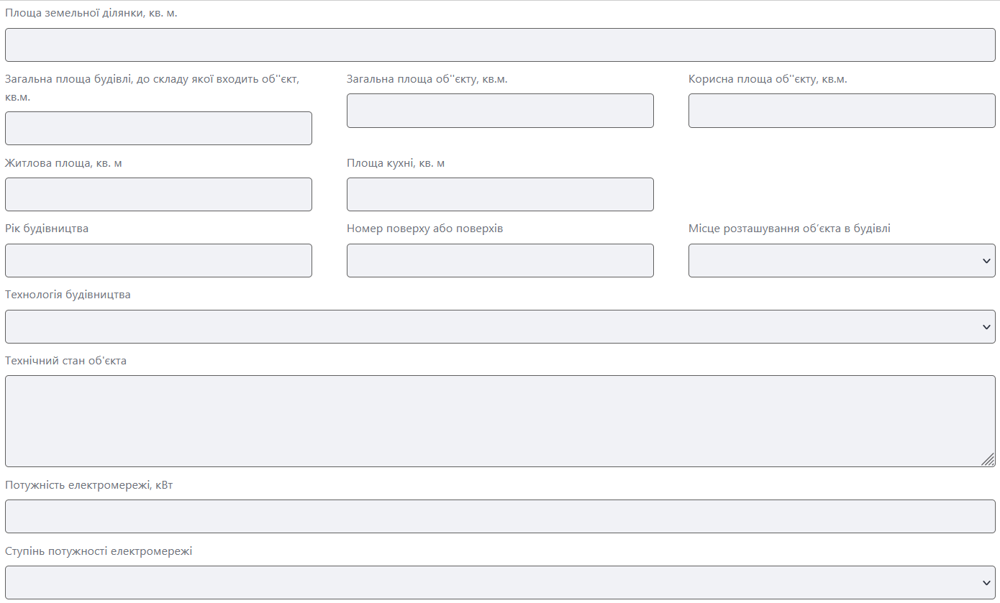 Площа земельної ділянки, кв. м.
Загальна площа будівлі, до складу якої входить об''єкт,
кв.м.
Загальна площа об''єкту, кв.м.
Корисна площа об''єкту, кв.м.
Житлова площа, кв. м
Площа кухні, кв. м
Рік будівництва
Номер поверху або поверхів
Місце розташування об’єкта в будівлі
Технологія будівництва
Технічний стан об'єкта
Потужність електромережі, кВт
Ступінь потужності електромережі